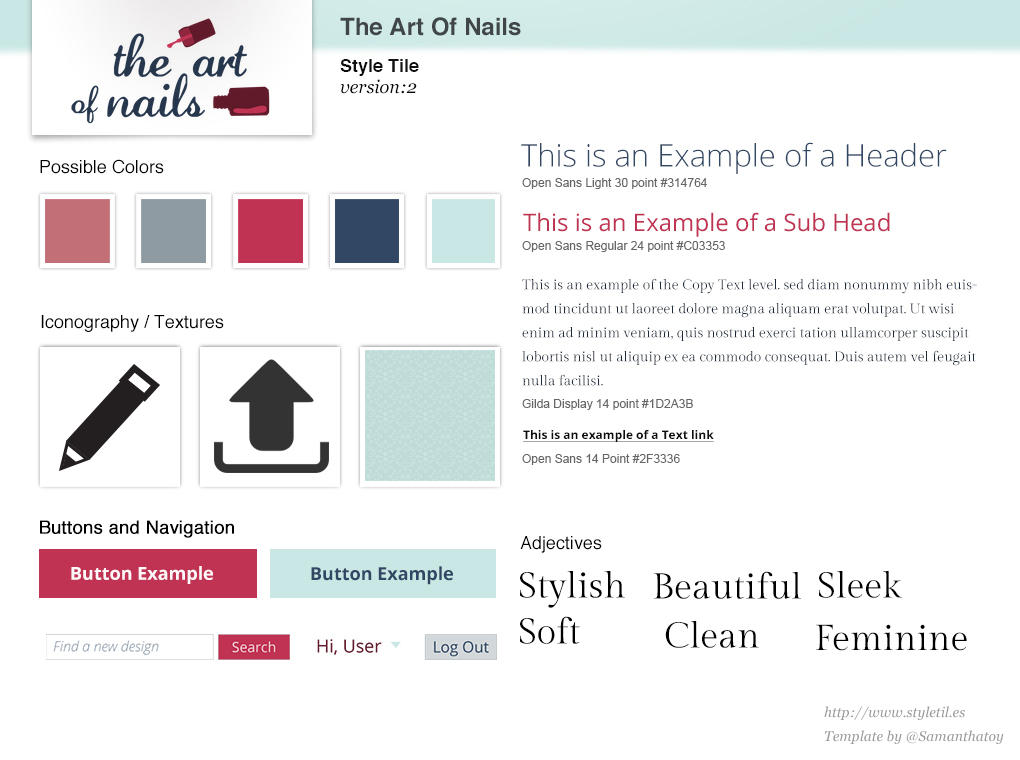 the art
of nails
The Art Of Nails
Style Tile
version:2
Possible Colors
Iconography / Textures
Buttons and Navigation
Button Example
Button Example
Find a new design
Search
Hi, User
Log Out
This is an Example of a Header
Open Sans Light 30 point #314764
This is an Example of a Sub Head
Open Sans Regular 24 point #C03353
This is an example of the Copy Text level. sed diam nonummy nibh euis-
mod tincidunt ut laoreet dolore magna aliquam erat volutpat. Ut wisi
enim ad minim veniam, quis nostrud exerci tation ullamcorper suscipit
lobortis nisl ut aliquip ex ea commodo consequat. Duis autem vel feugait
nulla facilisi.
Gilda Display 14 point #1D2A3B
This is an example of a Text link
Open Sans 14 Point #2F3336
Adjectives
Stylish Beautiful Sleek
Soft Clean Feminine
http://www.styletil.es
Template by @Samanthatoy